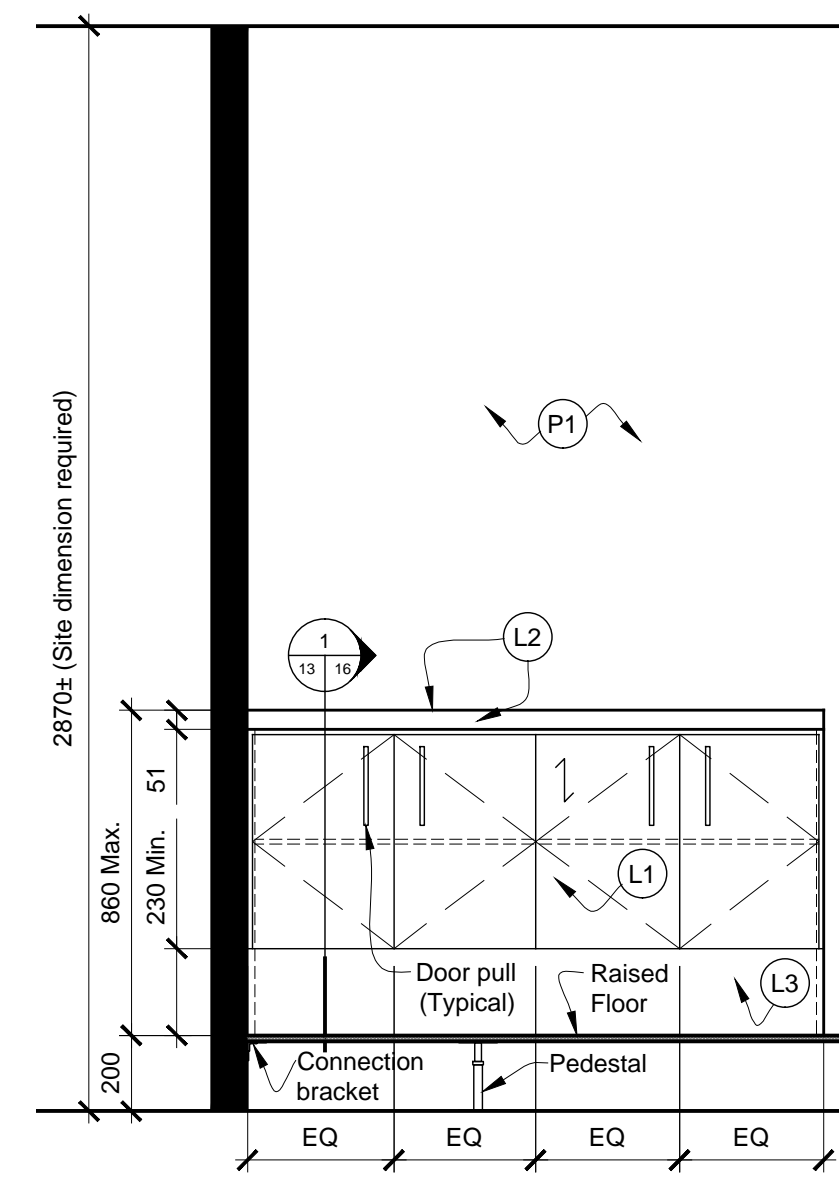 2870± (Site dimension required)
P1
L2
1
13 16
51
860 Max.
230 Min.
L1
Door pull
(Typical)
Raised
Floor
L3
200
Connection
bracket
Pedestal
EQ EQ EQ EQ